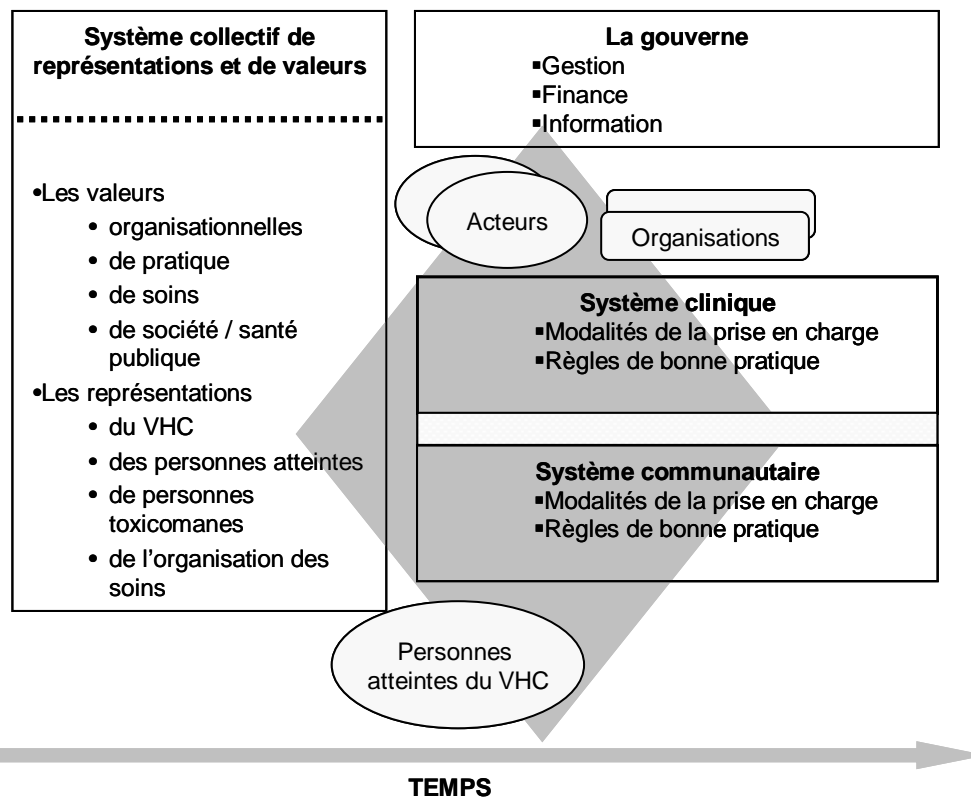 Système collectif de
représentations et de valeurs
•Les valeurs
• organisationnelles
• de pratique
• de soins
• de société / santé
publique
•Les représentations
• du VHC
• des personnes atteintes
• de personnes
toxicomanes
• de l'organisation des
soins
La gouverne
▪Gestion
▪Finance
▪Information
Acteurs
Organisations
Système clinique
▪Modalités de la prise en charge
▪Règles de bonne pratique
Système communautaire
▪Modalités de la prise en charge
▪Règles de bonne pratique
Personnes
atteintes du VHC
TEMPS